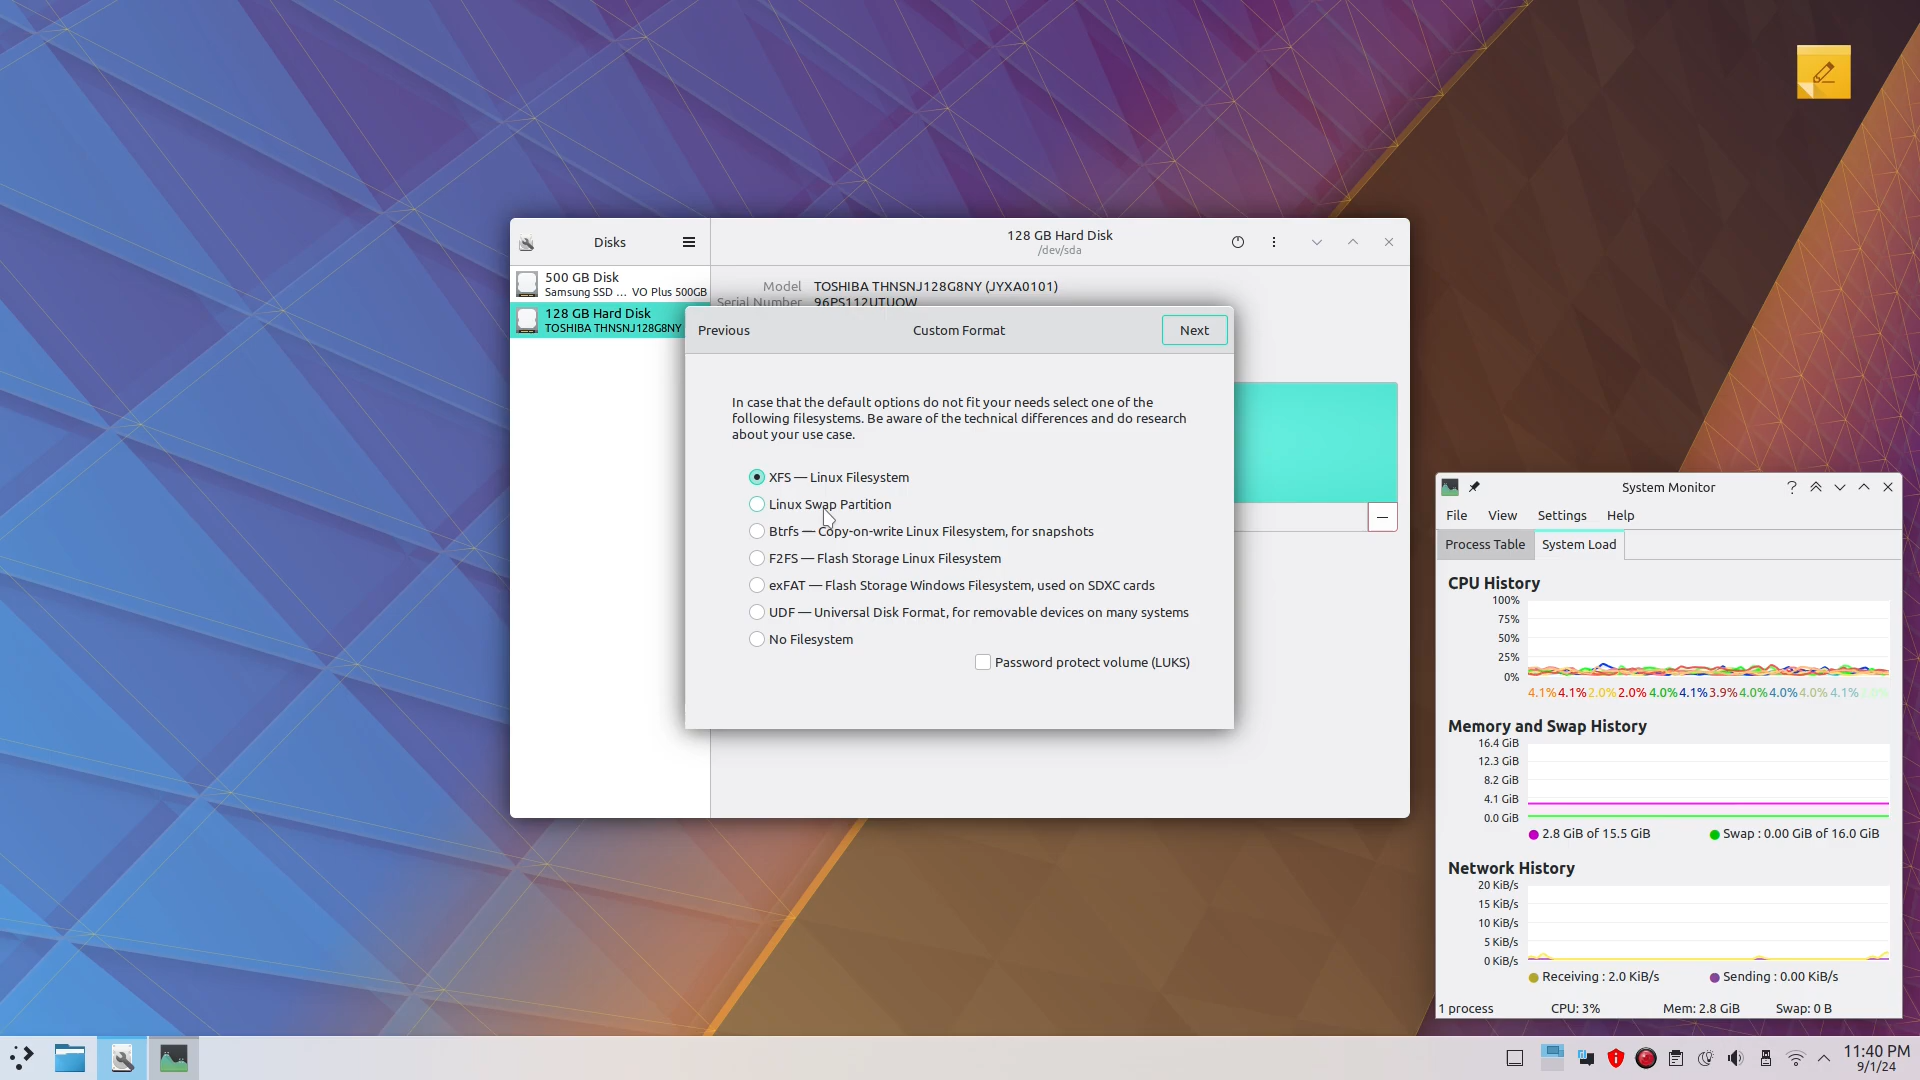 Disks
128 GB Hard Disk
/dev/sda
500 GB Disk
Samsung SSD ... VO Plus 500GB
128 GB Hard Disk
TOSHIBA THNSNJ128G8NY
Model TOSHIBA THNSNJ128G8NY (JYXA0101)
Serial Number 96PS112UTUQW
Previous
Custom Format
Next
In case that the default options do not fit your needs select one of the
following filesystems. Be aware of the technical differences and do research
about your use case.
XFS — Linux Filesystem
Linux Swap Partition
Btrfs — Copy-on-write Linux Filesystem, for snapshots
F2FS — Flash Storage Linux Filesystem
exFAT — Flash Storage Windows Filesystem, used on SDXC cards
UDF — Universal Disk Format, for removable devices on many systems
No Filesystem
Password protect volume (LUKS)
System Monitor
File View Settings Help
Process Table System Load
CPU History
100%
75%
50%
25%
0%
4.1% 4.1% 2.0% 2.0% 4.0% 4.1% 3.9% 4.0% 4.0% 4.0% 4.1%
Memory and Swap History
16.4 GiB
12.3 GiB
8.2 GiB
4.1 GiB
0.0 GiB
2.8 GiB of 15.5 GiB
Swap : 0.00 GiB of 16.0 GiB
Network History
20 KiB/s
15 KiB/s
10 KiB/s
5 KiB/s
0 KiB/s
Receiving : 2.0 KiB/s
Sending : 0.00 KiB/s
1 process CPU: 3% Mem: 2.8 GiB Swap: 0 B
11:40 PM
9/1/24